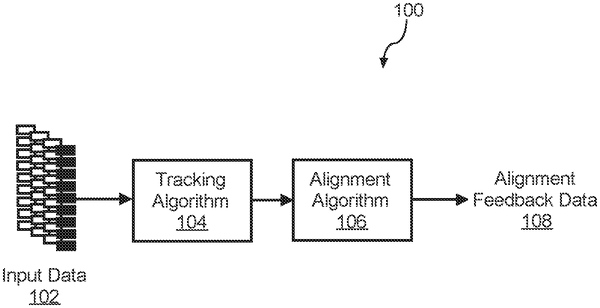 100
Tracking
Algorithm
104
Alignment
Algorithm
106
Alignment
Feedback Data
108
Input Data
102